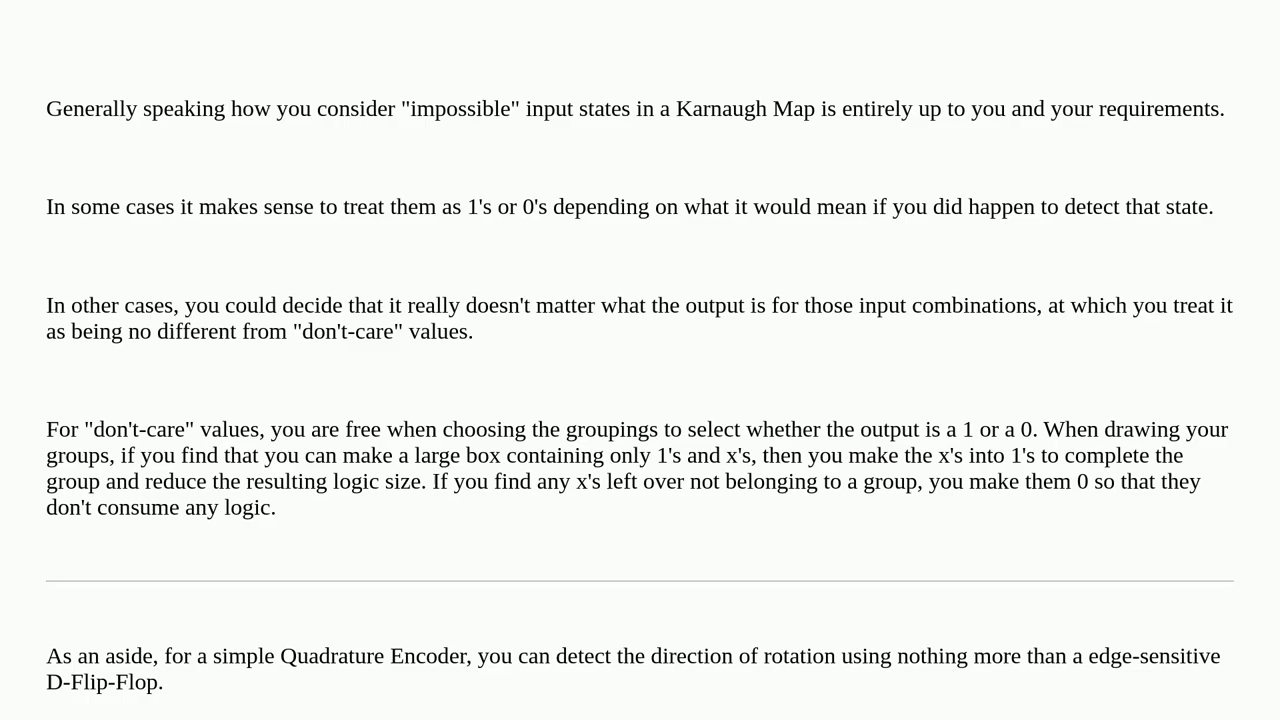 Generally speaking how you consider "impossible" input states in a Karnaugh Map is entirely up to you and your requirements.
In some cases it makes sense to treat them as 1's or 0's depending on what it would mean if you did happen to detect that state.
In other cases, you could decide that it really doesn't matter what the output is for those input combinations, at which you treat it
as being no different from "don't-care" values.
For "don't-care" values, you are free when choosing the groupings to select whether the output is a 1 or a 0. When drawing your
groups, if you find that you can make a large box containing only 1's and x's, then you make the x's into 1's to complete the
group and reduce the resulting logic size. If you find any x's left over not belonging to a group, you make them 0 so that they
don't consume any logic.
As an aside, for a simple Quadrature Encoder, you can detect the direction of rotation using nothing more than a edge-sensitive
D-Flip-Flop.